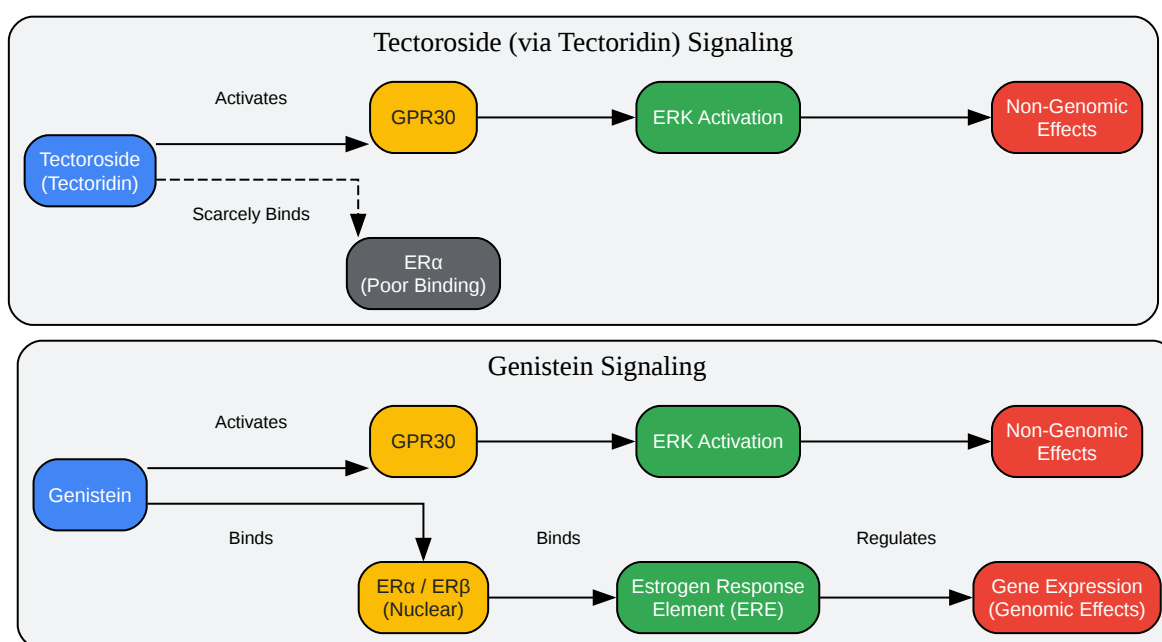 Tectoroside (via Tectoridin) Signaling
Activates
GPR30
ERK Activation
Non-Genomic
Effects
Tectoroside
(Tectoridin)
Scarcely Binds
ERα
(Poor Binding)
Genistein Signaling
Activates
GPR30
ERK Activation
Non-Genomic
Effects
Genistein
Binds
Binds
Regulates
ERα / ERβ
(Nuclear)
Estrogen Response
Element (ERE)
Gene Expression
(Genomic Effects)